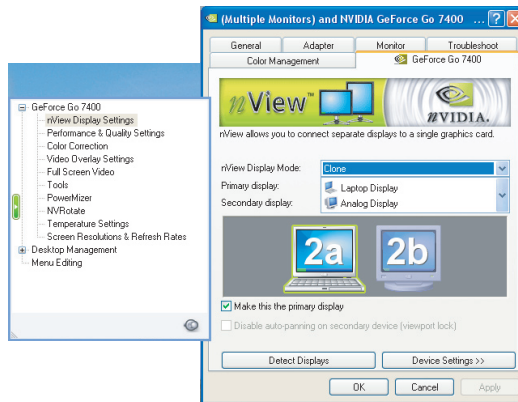 (Multiple Monitors) and NVIDIA GeForce Go 7400 ...
General Adapter Monitor Troubleshoot
Color Management GeForce Go 7400
nView™
nVIDIA.
nView allows you to connect separate displays to a single graphics card.
nView Display Mode: Clone
Primary display: Laptop Display
Secondary display: Analog Display
2a 2b
Make this the primary display
Disable auto-panning on secondary device (viewport lock)
Detect Displays Device Settings >>
OK Cancel Apply
GeForce Go 7400
nView Display Settings
Performance & Quality Settings
Color Correction
Video Overlay Settings
Full Screen Video
Tools
PowerMizer
NVRotate
Temperature Settings
Screen Resolutions & Refresh Rates
Desktop Management
Menu Editing